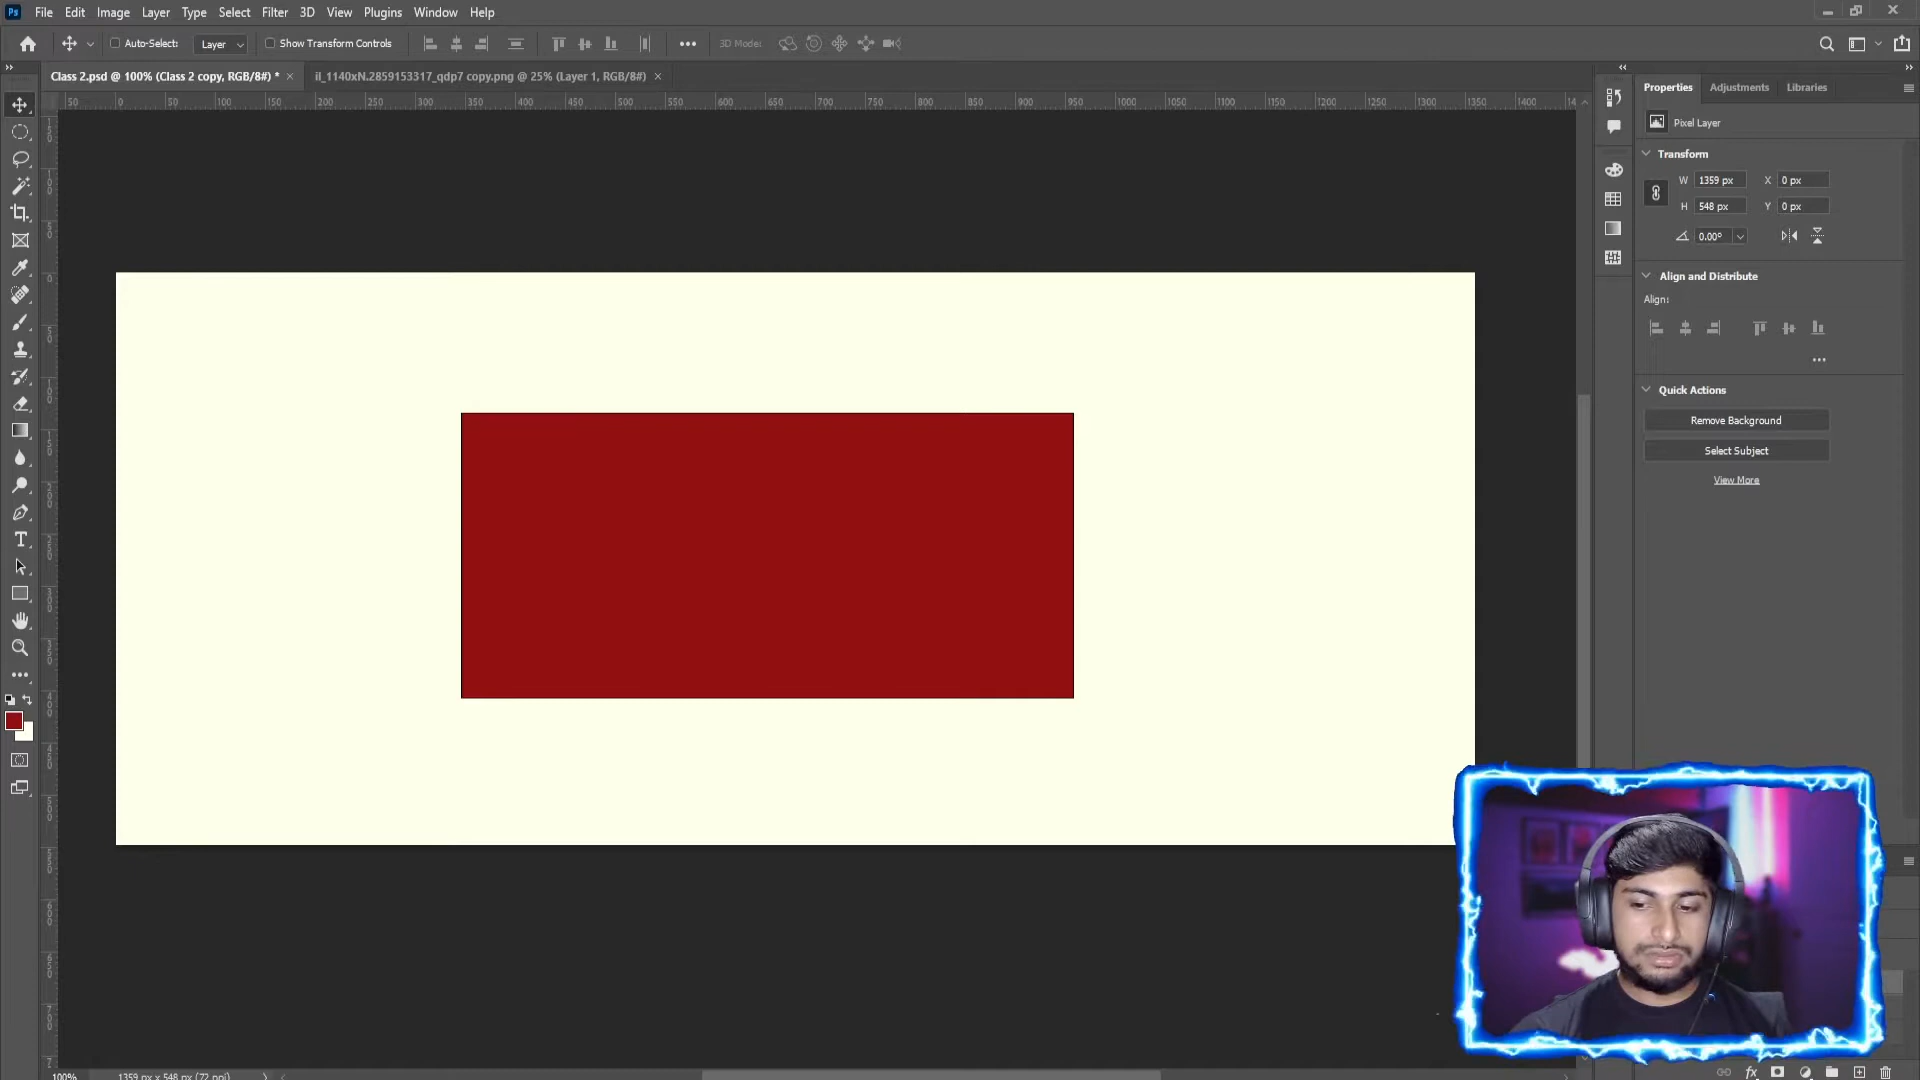 Ps File Edit Image Layer Type Select Filter 3D View Plugins Window Help
Auto-Select: Layer Show Transform Controls 3D Mode:
Class 2.psd @ 100% (Class 2 copy, RGB/8#) * × il_1140xN.2859153317_qdp7 copy.png @ 25% (Layer 1, RGB/8#) ×
50 0 50 100 150 200 250 300 350 400 450 500 550 600 650 700 750 800 850 900 950 1000 1050 1100 1150 1200 1250 1300 1350 1400
Properties Adjustments Libraries
Pixel Layer
Transform
W 1359 px X 0 px
H 548 px Y 0 px
0.00°
Align and Distribute
Align:
Quick Actions
Remove Background
Select Subject
View More
T
100% 1359 px x 548 px (72 ppi)
fx